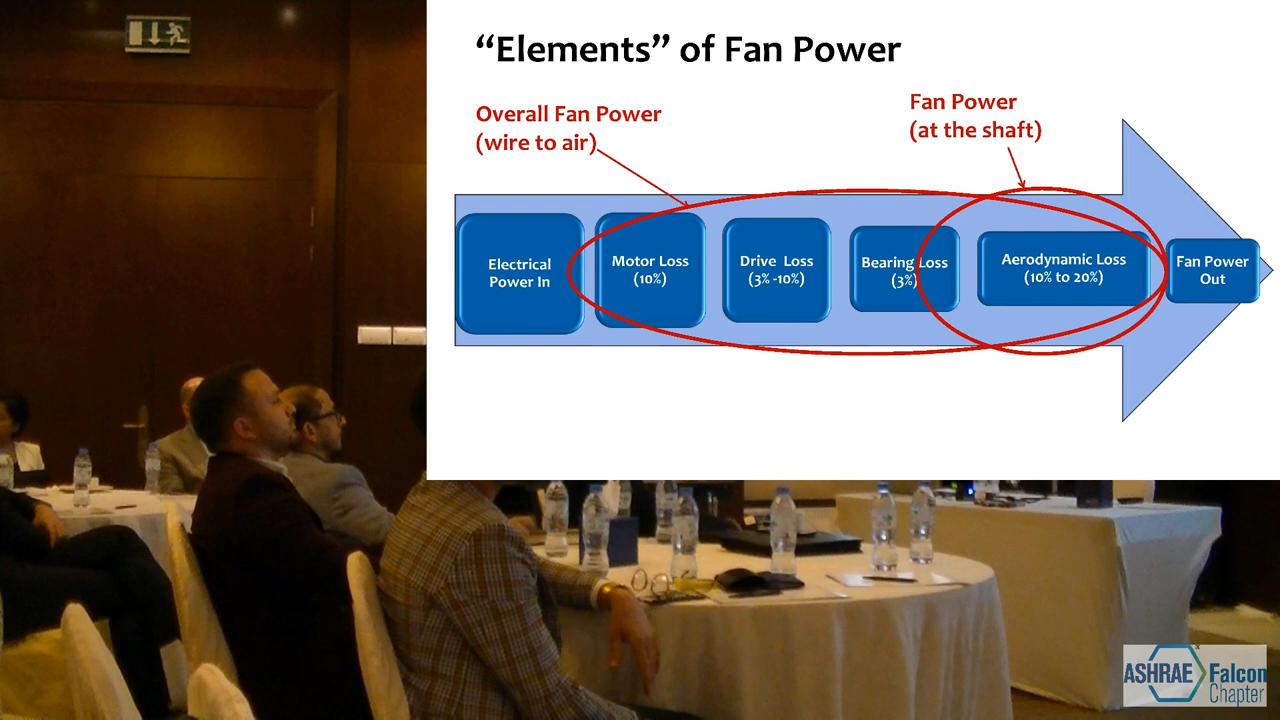 “Elements” of Fan Power
Overall Fan Power
(wire to air)
Fan Power
(at the shaft)
Electrical
Power In
Motor Loss
(10%)
Drive Loss
(3% -10%)
Bearing Loss
(3%)
Aerodynamic Loss
(10% to 20%)
Fan Power
Out
ASHRAE Falcon
Chapter